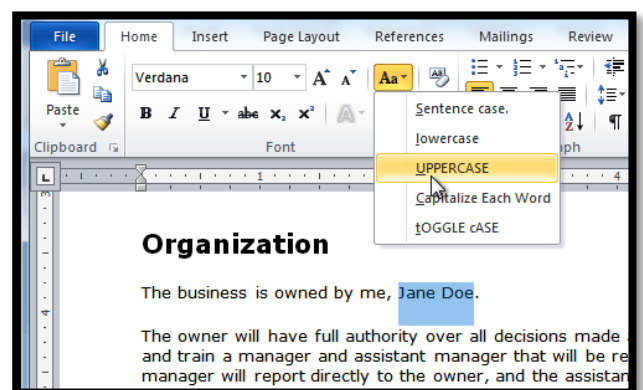 File Home Insert Page Layout References Mailings Review
Verdana 10 A A Aa
Paste B I U abc x₂ x² A
Clipboard Font
Sentence case.
lowercase
UPPERCASE
Capitalize Each Word
tOGGLE cASE
L 1 4
Organization
The business is owned by me, Jane Doe.
The owner will have full authority over all decisions made
and train a manager and assistant manager that will be re
manager will report directly to the owner, and the assistan